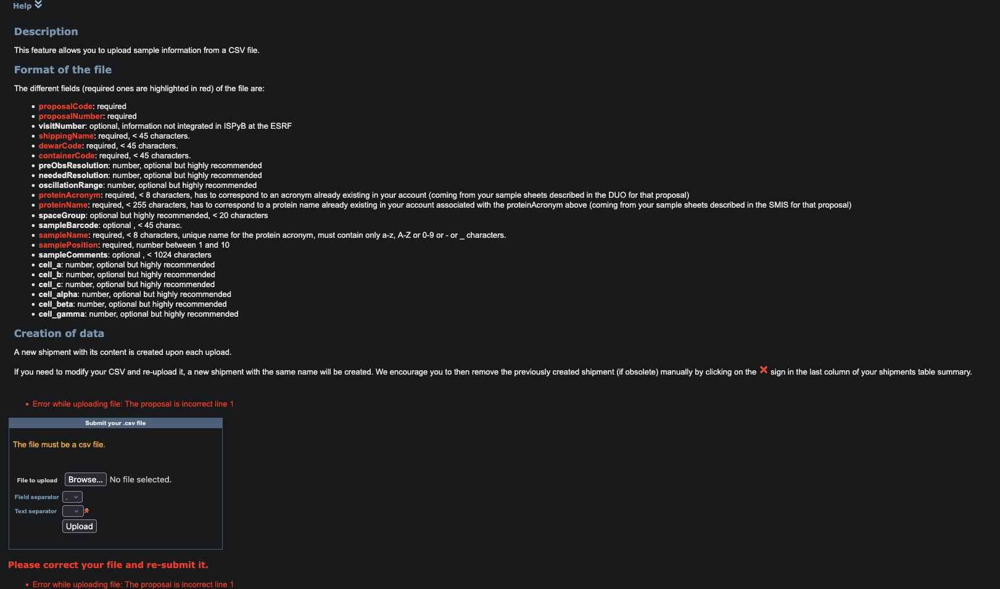 Help
Description
This feature allows you to upload sample information from a CSV file.
Format of the file
The different fields (required ones are highlighted in red) of the file are:
• proposalCode: required
• proposalNumber: required
• visitNumber: optional, information not integrated in ISPyB at the ESRF
• shippingName: required, < 45 characters.
• dewarCode: required, < 45 characters.
• containerCode: required, < 45 characters.
• preObsResolution: number, optional but highly recommended
• neededResolution: number, optional but highly recommended
• oscillationRange: number, optional but highly recommended
• proteinAcronym: required, < 8 characters, has to correspond to an acronym already existing in your account (coming from your sample sheets described in the DUO for that proposal)
• proteinName: required, < 255 characters, has to correspond to a protein name already existing in your account associated with the proteinAcronym above (coming from your sample sheets described in the SMIS for that proposal)
• spaceGroup: optional but highly recommended, < 20 characters
• sampleBarcode: optional , < 45 charac.
• sampleName: required, < 8 characters, unique name for the protein acronym, must contain only a-z, A-Z or 0-9 or - or _ characters.
• samplePosition: required, number between 1 and 10
• sampleComments: optional , < 1024 characters
• cell_a: number, optional but highly recommended
• cell_b: number, optional but highly recommended
• cell_c: number, optional but highly recommended
• cell_alpha: number, optional but highly recommended
• cell_beta: number, optional but highly recommended
• cell_gamma: number, optional but highly recommended
Creation of data
A new shipment with its content is created upon each upload.
If you need to modify your CSV and re-upload it, a new shipment with the same name will be created. We encourage you to then remove the previously created shipment (if obsolete) manually by clicking on the ✕ sign in the last column of your shipments table summary.
• Error while uploading file: The proposal is incorrect line 1
Submit your .csv file
The file must be a csv file.
File to upload Browse... No file selected.
Field separator ,
Text separator *
Upload
Please correct your file and re-submit it.
• Error while uploading file: The proposal is incorrect line 1